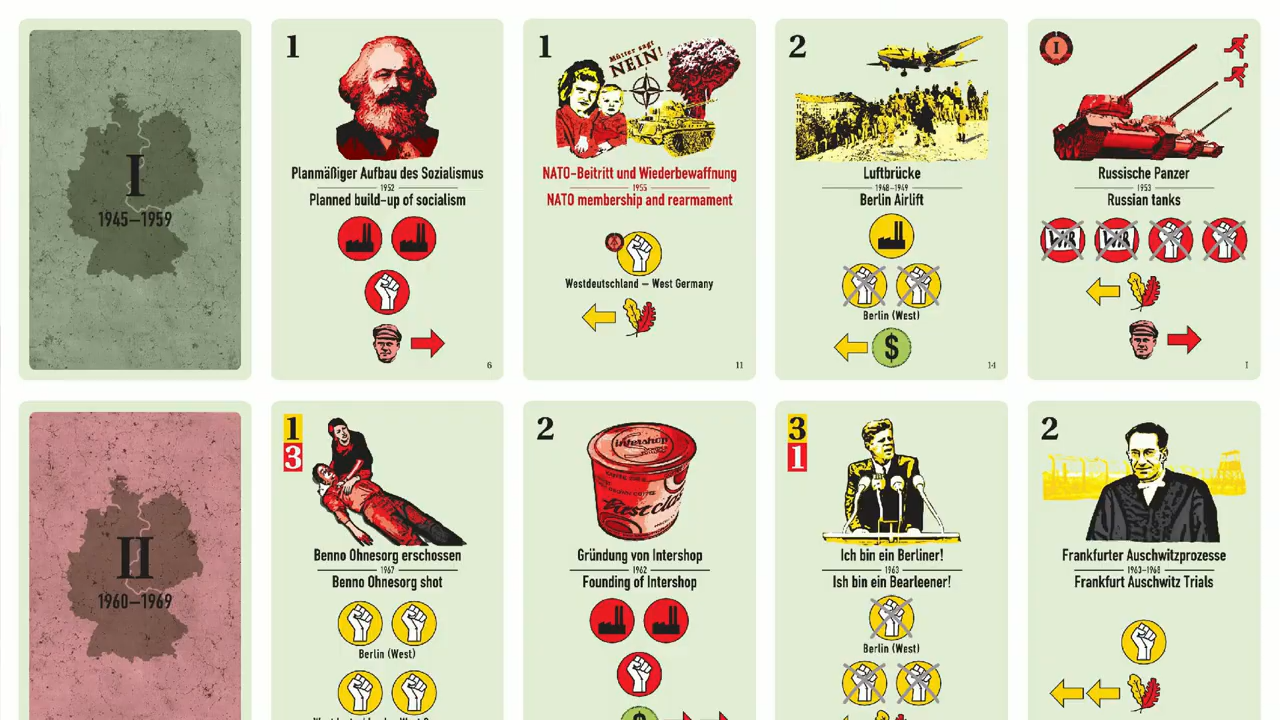 I
1945–1959
1
Planmäßiger Aufbau des Sozialismus
1952
Planned build-up of socialism
6
1
Mütter sagt
NEIN!
NATO-Beitritt und Wiederbewaffnung
1955
NATO membership and rearmament
Westdeutschland – West Germany
11
2
Luftbrücke
1948–1949
Berlin Airlift
Berlin (West)
$
14
I
Russische Panzer
1953
Russian tanks
WIR
WIR
I
II
1960–1969
1
3
Benno Ohnesorg erschossen
1967
Benno Ohnesorg shot
Berlin (West)
2
intershop
Gründung von Intershop
1962
Founding of Intershop
$
3
1
Ich bin ein Berliner!
1963
Ish bin ein Bearleener!
Berlin (West)
2
Frankfurter Auschwitzprozesse
1963–1968
Frankfurt Auschwitz Trials